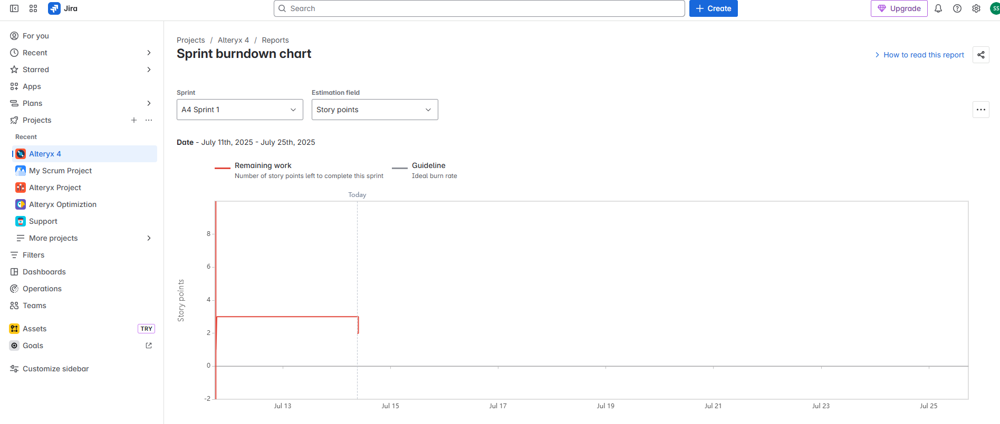 Jira
Search
Create
Upgrade
SS
For you
Recent
Starred
Apps
Plans
Projects
Recent
Alteryx 4
My Scrum Project
Alteryx Project
Alteryx Optimiztion
Support
More projects
Filters
Dashboards
Operations
Teams
Assets TRY
Goals
Customize sidebar
Projects / Alteryx 4 / Reports
Sprint burndown chart
How to read this report
Sprint
A4 Sprint 1
Estimation field
Story points
Date - July 11th, 2025 - July 25th, 2025
Remaining work
Number of story points left to complete this sprint
Guideline
Ideal burn rate
Today
Story points
8
6
4
2
0
-2
Jul 13 Jul 15 Jul 17 Jul 19 Jul 21 Jul 23 Jul 25